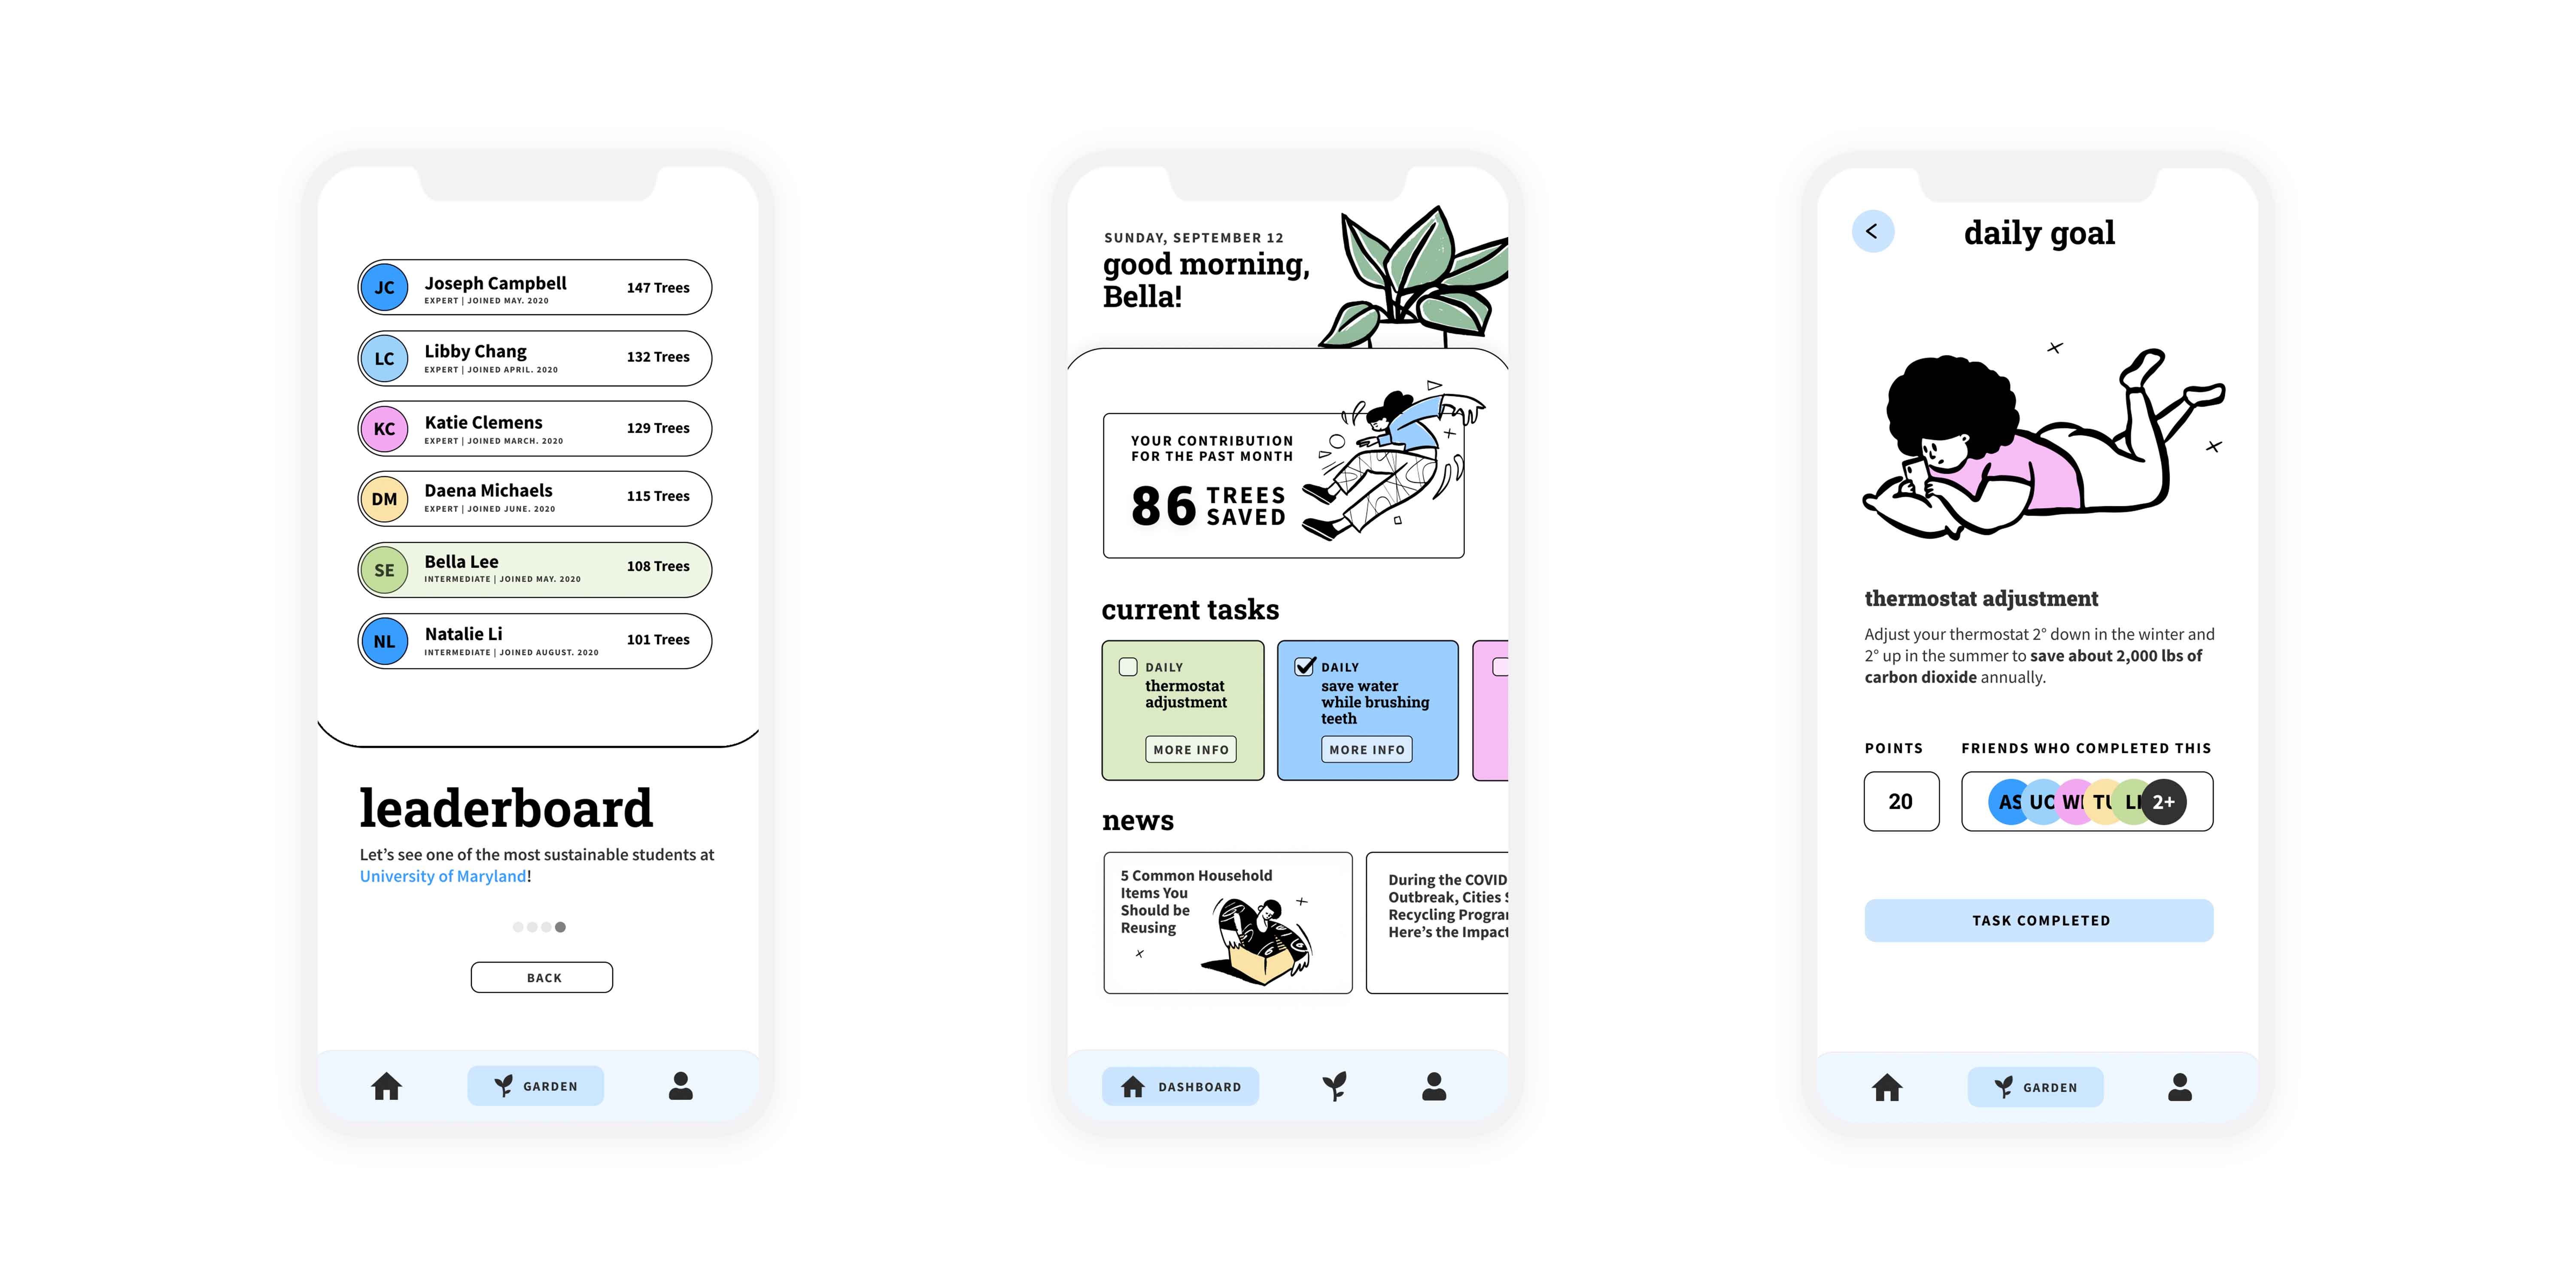 JC
Joseph Campbell
EXPERT | JOINED MAY. 2020
147 Trees
LC
Libby Chang
EXPERT | JOINED APRIL. 2020
132 Trees
KC
Katie Clemens
EXPERT | JOINED MARCH. 2020
129 Trees
DM
Daena Michaels
EXPERT | JOINED JUNE. 2020
115 Trees
SE
Bella Lee
INTERMEDIATE | JOINED MAY. 2020
108 Trees
NL
Natalie Li
INTERMEDIATE | JOINED AUGUST. 2020
101 Trees
leaderboard
Let's see one of the most sustainable students at
University of Maryland!
BACK
GARDEN
SUNDAY, SEPTEMBER 12
good morning,
Bella!
YOUR CONTRIBUTION
FOR THE PAST MONTH
86 TREES
SAVED
current tasks
DAILY
thermostat
adjustment
MORE INFO
DAILY
save water
while brushing
teeth
MORE INFO
news
5 Common Household
Items You
Should be
Reusing
During the COVID
Outbreak, Cities
Recycling
Here's the Impact
DASHBOARD
daily goal
thermostat adjustment
Adjust your thermostat 2° down in the winter and
2° up in the summer to save about 2,000 lbs of
carbon dioxide annually.
POINTS
20
FRIENDS WHO COMPLETED THIS
AS UC 2+
TASK COMPLETED
GARDEN